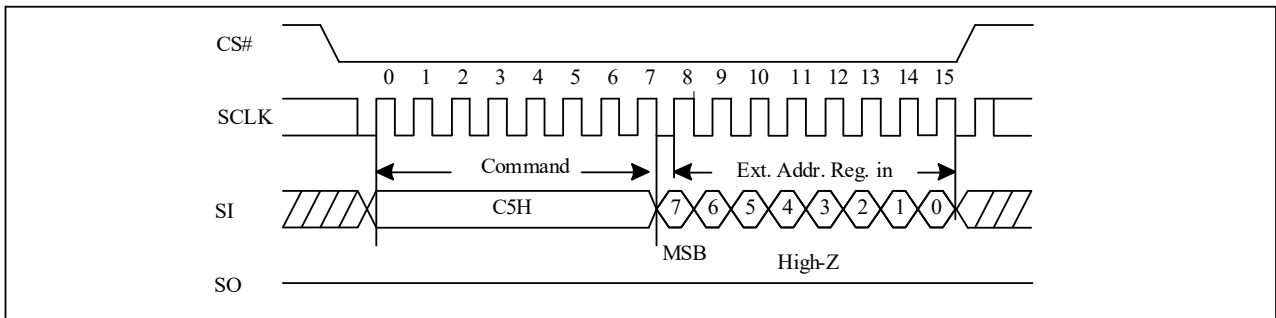 CS#
0 1 2 3 4 5 6 7 8 9 10 11 12 13 14 15
SCLK
Command Ext. Addr. Reg. in
SI C5H 7 6 5 4 3 2 1 0
MSB High-Z
SO